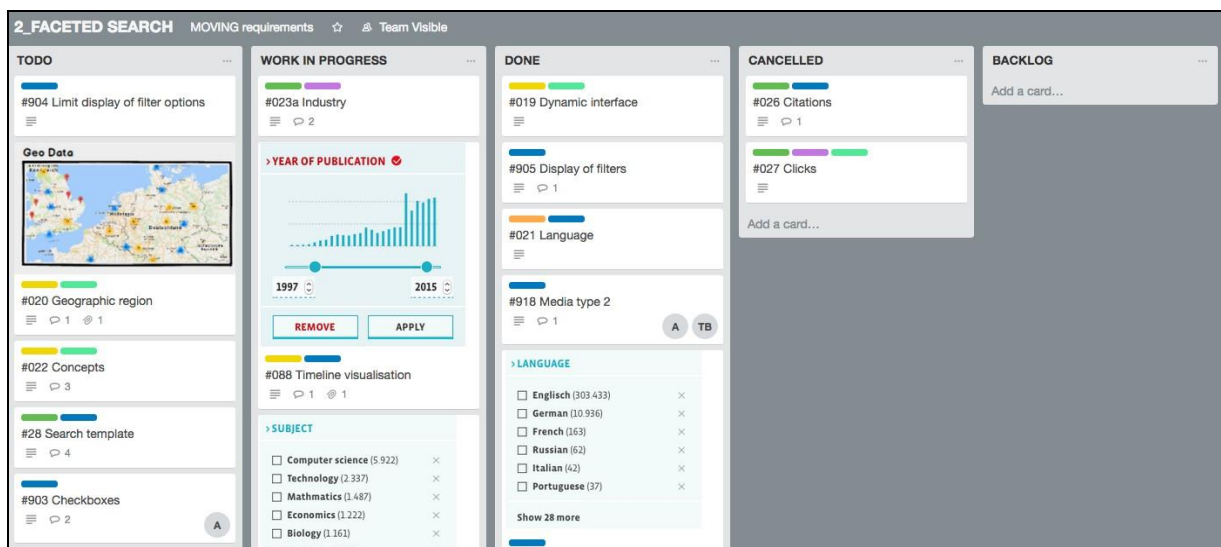 2_FACETED SEARCH MOVING requirements Team Visible
TODO
#904 Limit display of filter options
Geo Data
#020 Geographic region
1 1
#022 Concepts
3
#28 Search template
4
#903 Checkboxes
2
A
WORK IN PROGRESS
#023a Industry
2
YEAR OF PUBLICATION
1997 2015
REMOVE APPLY
#088 Timeline visualisation
1 1
SUBJECT
Computer science (5.922)
Technology (2.337)
Mathmatics (1.487)
Economics (1.222)
Biology (1.161)
DONE
#019 Dynamic interface
#905 Display of filters
1
#021 Language
#918 Media type 2
1
A TB
LANGUAGE
Englisch (303.433)
German (10.936)
French (163)
Russian (62)
Italian (42)
Portuguese (37)
Show 28 more
CANCELLED
#026 Citations
1
#027 Clicks
Add a card…
BACKLOG
Add a card…